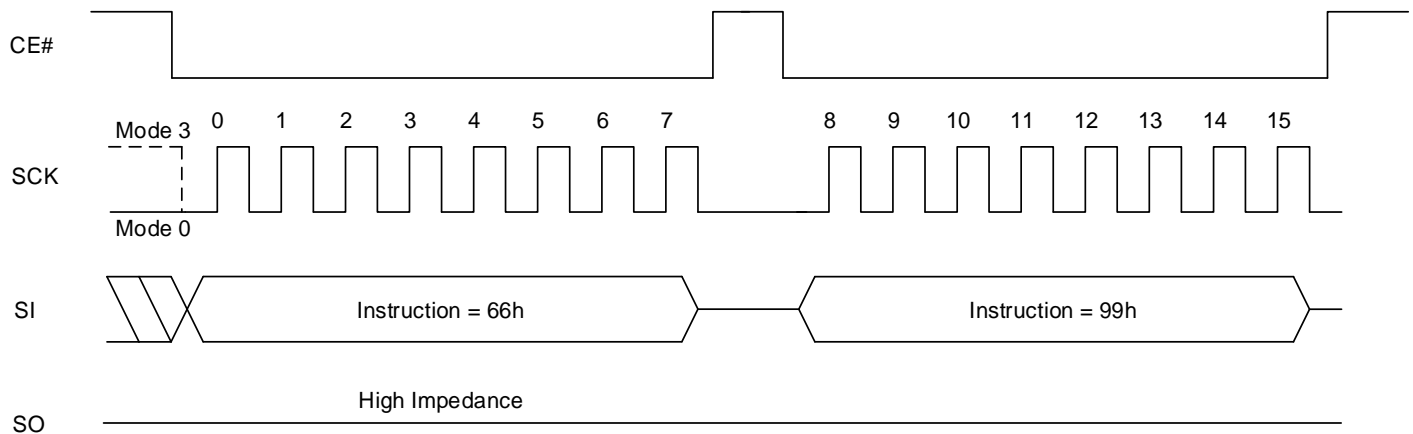 CE#
Mode 3 0 1 2 3 4 5 6 7 8 9 10 11 12 13 14 15
SCK
Mode 0
SI Instruction = 66h Instruction = 99h
High Impedance
SO